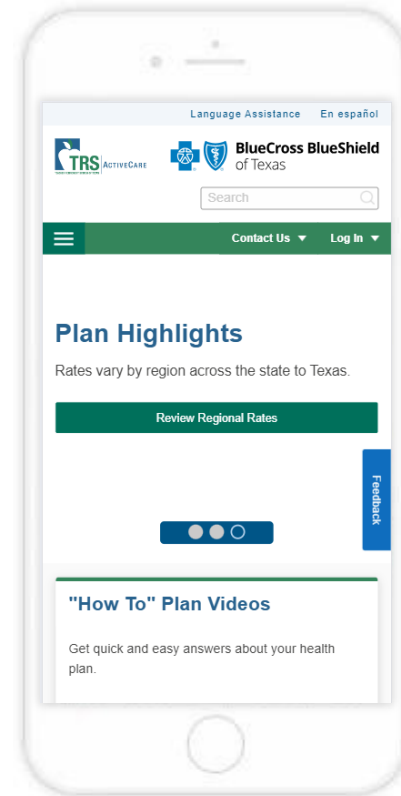 Language Assistance En español
TRS ACTIVECARE
BlueCross BlueShield
of Texas
Search
Contact Us Log In
Plan Highlights
Rates vary by region across the state to Texas.
Review Regional Rates
Feedback
"How To" Plan Videos
Get quick and easy answers about your health
plan.